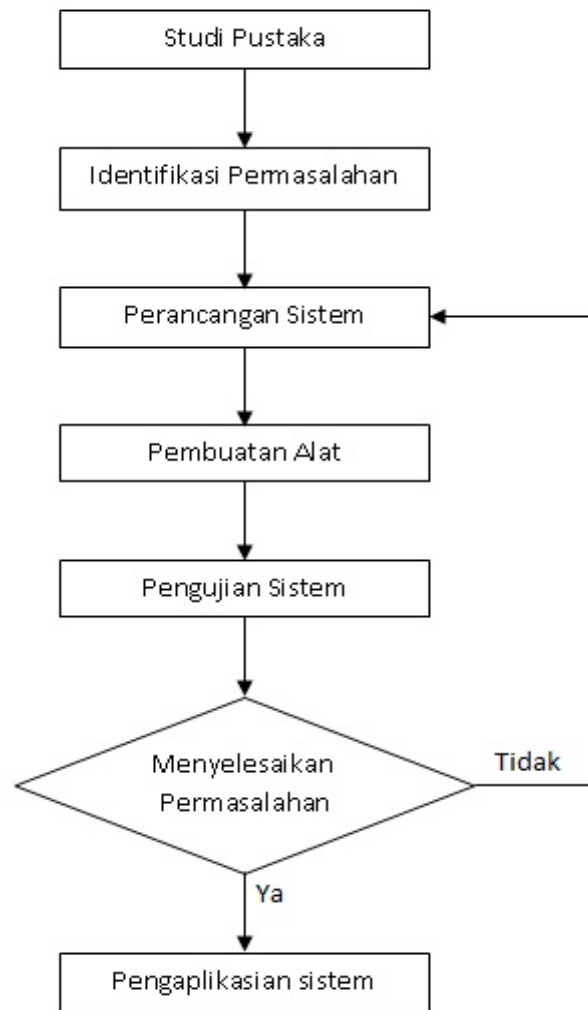 Studi Pustaka
Identifikasi Permasalahan
Perancangan Sistem
Pembuatan Alat
Pengujian Sistem
Menyelesaikan
Permasalahan
Tidak
Ya
Pengaplikasian sistem